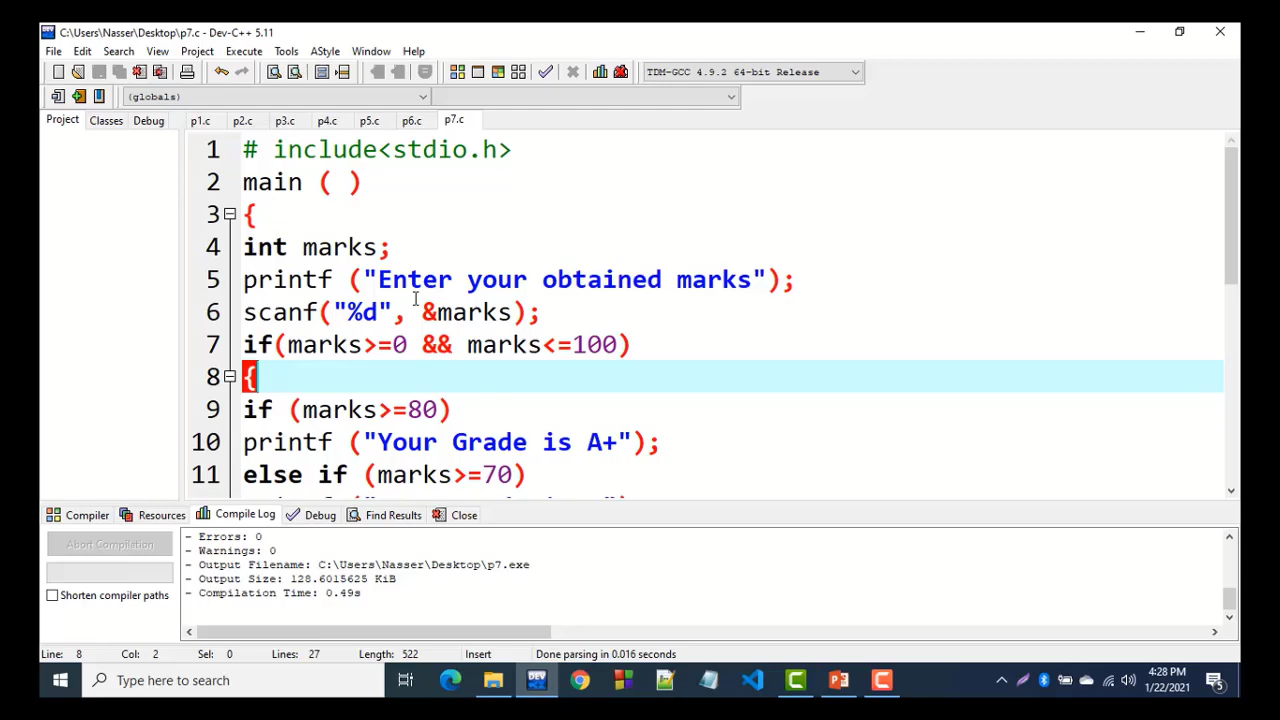 C:\Users\Nasser\Desktop\p7.c - Dev-C++ 5.11
File Edit Search View Project Execute Tools AStyle Window Help
TDM-GCC 4.9.2 64-bit Release
(globals)
Project Classes Debug p1.c p2.c p3.c p4.c p5.c p6.c p7.c
1 # include<stdio.h>
2 main ( )
3 {
4 int marks;
5 printf ("Enter your obtained marks");
6 scanf("%d", &marks);
7 if(marks>=0 && marks<=100)
8 {
9 if (marks>=80)
10 printf ("Your Grade is A+");
11 else if (marks>=70)
Compiler Resources Compile Log Debug Find Results Close
Abort Compilation
Shorten compiler paths
- Errors: 0
- Warnings: 0
- Output Filename: C:\Users\Nasser\Desktop\p7.exe
- Output Size: 128.6015625 KiB
- Compilation Time: 0.49s
Line: 8 Col: 2 Sel: 0 Lines: 27 Length: 522 Insert Done parsing in 0.016 seconds
Type here to search
4:28 PM
1/22/2021
5